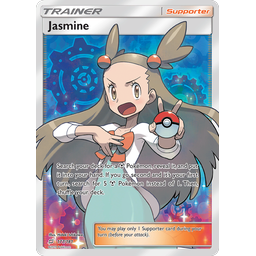 TRAINER
Supporter
Jasmine
Search your deck for a Pokémon, reveal it, and put
it into your hand. If you go second and it's your first
turn, search for 5 Pokémon instead of 1. Then,
shuffle your deck.
You may play only 1 Supporter card during your
turn (before your attack).